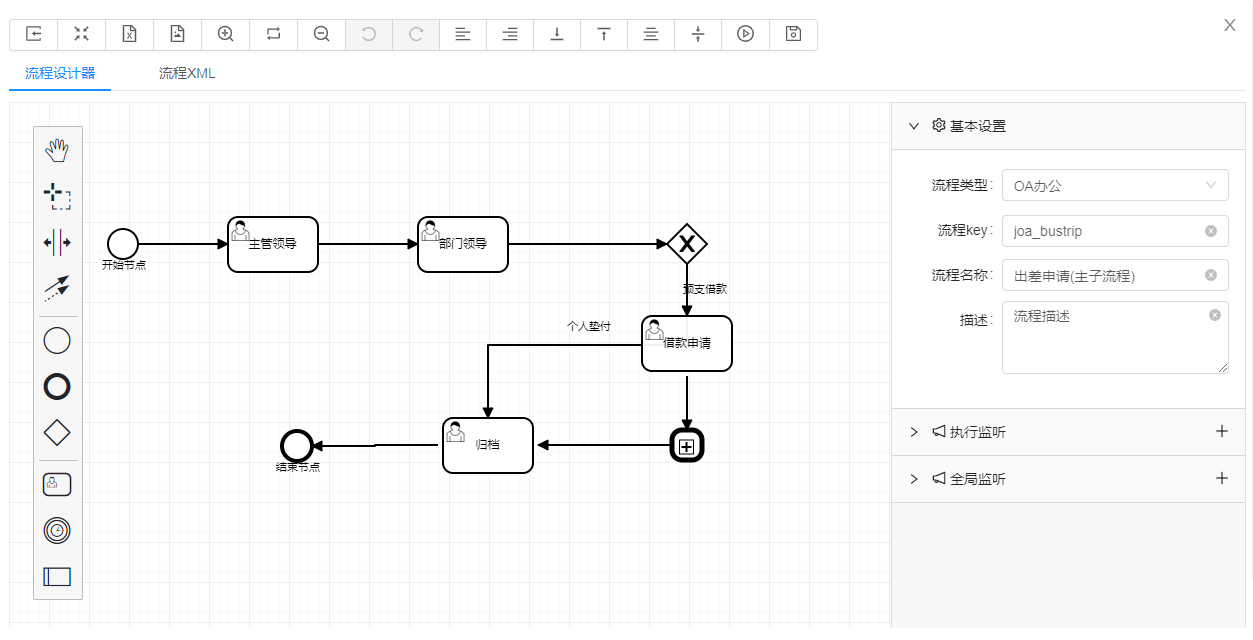 流程设计器
流程XML
基本设置
流程类型:
OA办公
流程key:
joa_bustrip
流程名称:
出差申请(主子流程)
描述:
流程描述
执行监听
全局监听
开始节点
主管领导
部门领导
预支借款
个人垫付
借款申请
归档
结束节点